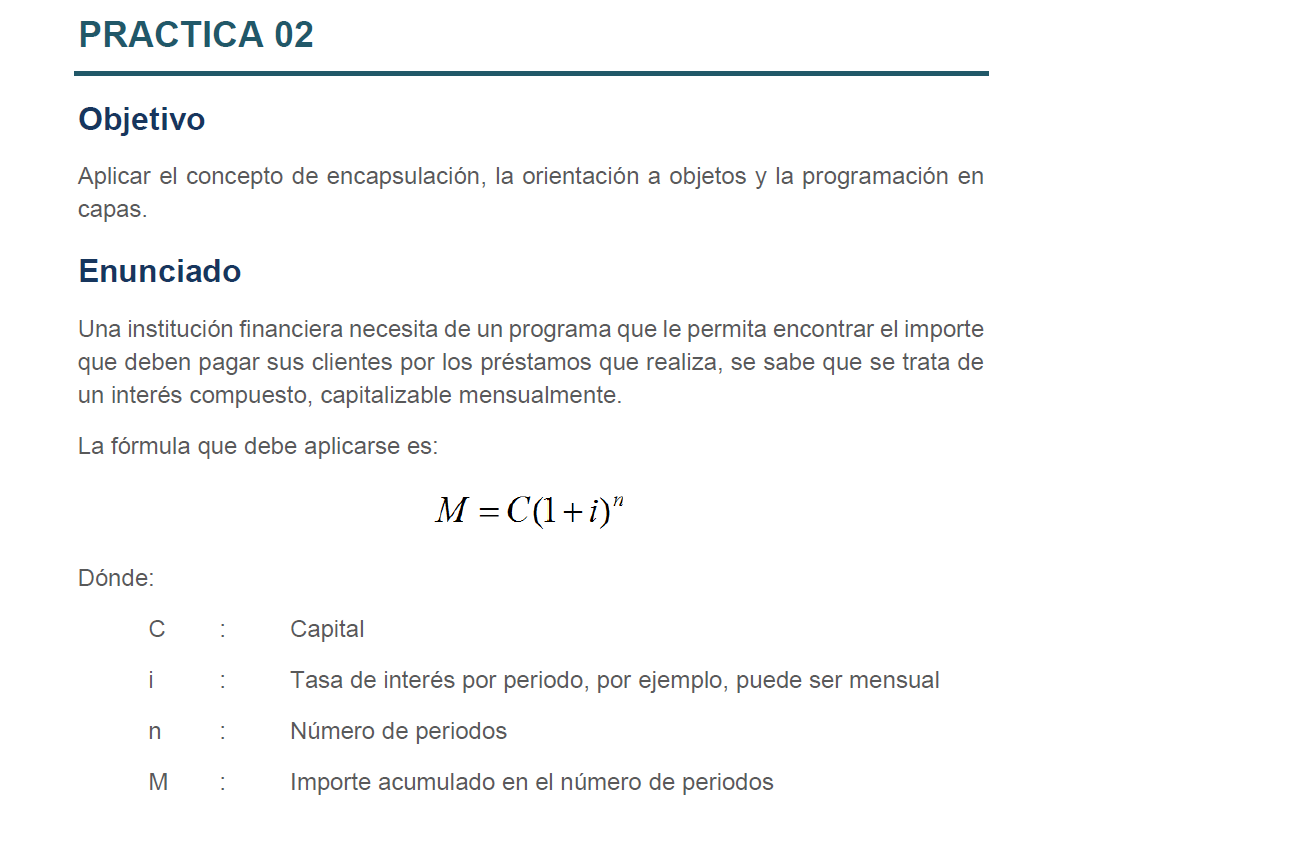 PRACTICA 02
Objetivo
Aplicar el concepto de encapsulación, la orientación a objetos y la programación en
capas.
Enunciado
Una institución financiera necesita de un programa que le permita encontrar el importe
que deben pagar sus clientes por los préstamos que realiza, se sabe que se trata de
un interés compuesto, capitalizable mensualmente.
La fórmula que debe aplicarse es:
M = C(1+i)ⁿ
Dónde:
C : Capital
i : Tasa de interés por periodo, por ejemplo, puede ser mensual
n : Número de periodos
M : Importe acumulado en el número de periodos